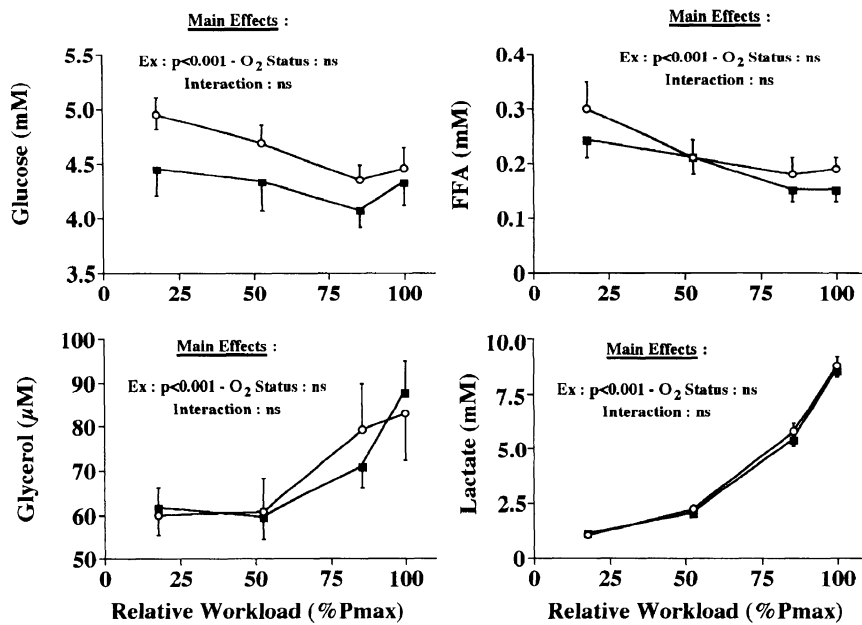 Main Effects :
Ex : p<0.001 - O2 Status : ns
Interaction : ns
Glucose (mM)
5.5
5.0
4.5
4.0
3.5
0 25 50 75 100
Main Effects :
Ex : p<0.001 - O2 Status : ns
Interaction : ns
FFA (mM)
0.4
0.3
0.2
0.1
0
0 25 50 75 100
Main Effects :
Ex : p<0.001 - O2 Status : ns
Interaction : ns
Glycerol (µM)
100
90
80
70
60
50
0 25 50 75 100
Relative Workload (%Pmax)
Main Effects :
Ex : p<0.001 - O2 Status : ns
Interaction : ns
Lactate (mM)
10.0
7.5
5.0
2.5
0
0 25 50 75 100
Relative Workload (%Pmax)